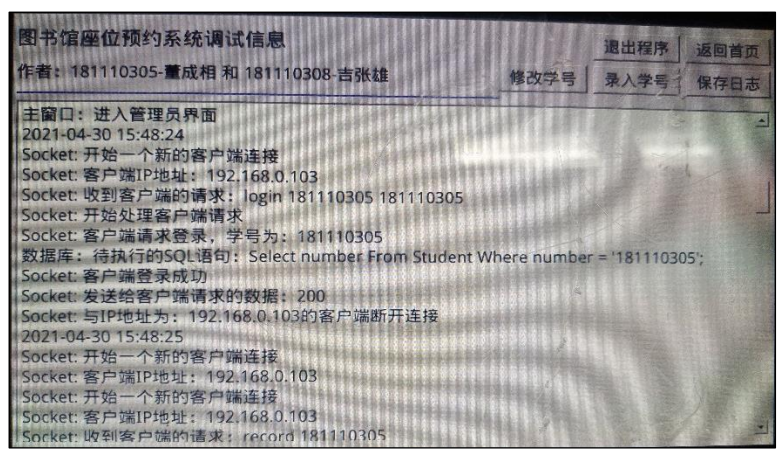 图书馆座位预约系统调试信息
退出程序 返回首页
作者：181110305-董成相 和 181110308-吉张雄
修改学号 录入学号 保存日志
主窗口：进入管理员界面
2021-04-30 15:48:24
Socket: 开始一个新的客户端连接
Socket: 客户端IP地址：192.168.0.103
Socket: 收到客户端的请求：login 181110305 181110305
Socket: 开始处理客户端请求
Socket: 客户端请求登录，学号为：181110305
数据库：待执行的SQL语句：Select number From Student Where number = '181110305';
Socket: 客户端登录成功
Socket: 发送给客户端请求的数据：200
Socket: 与IP地址为：192.168.0.103的客户端断开连接
2021-04-30 15:48:25
Socket: 开始一个新的客户端连接
Socket: 客户端IP地址：192.168.0.103
Socket: 开始一个新的客户端连接
Socket: 客户端IP地址：192.168.0.103
Socket: 收到客户端的请求：record 181110305